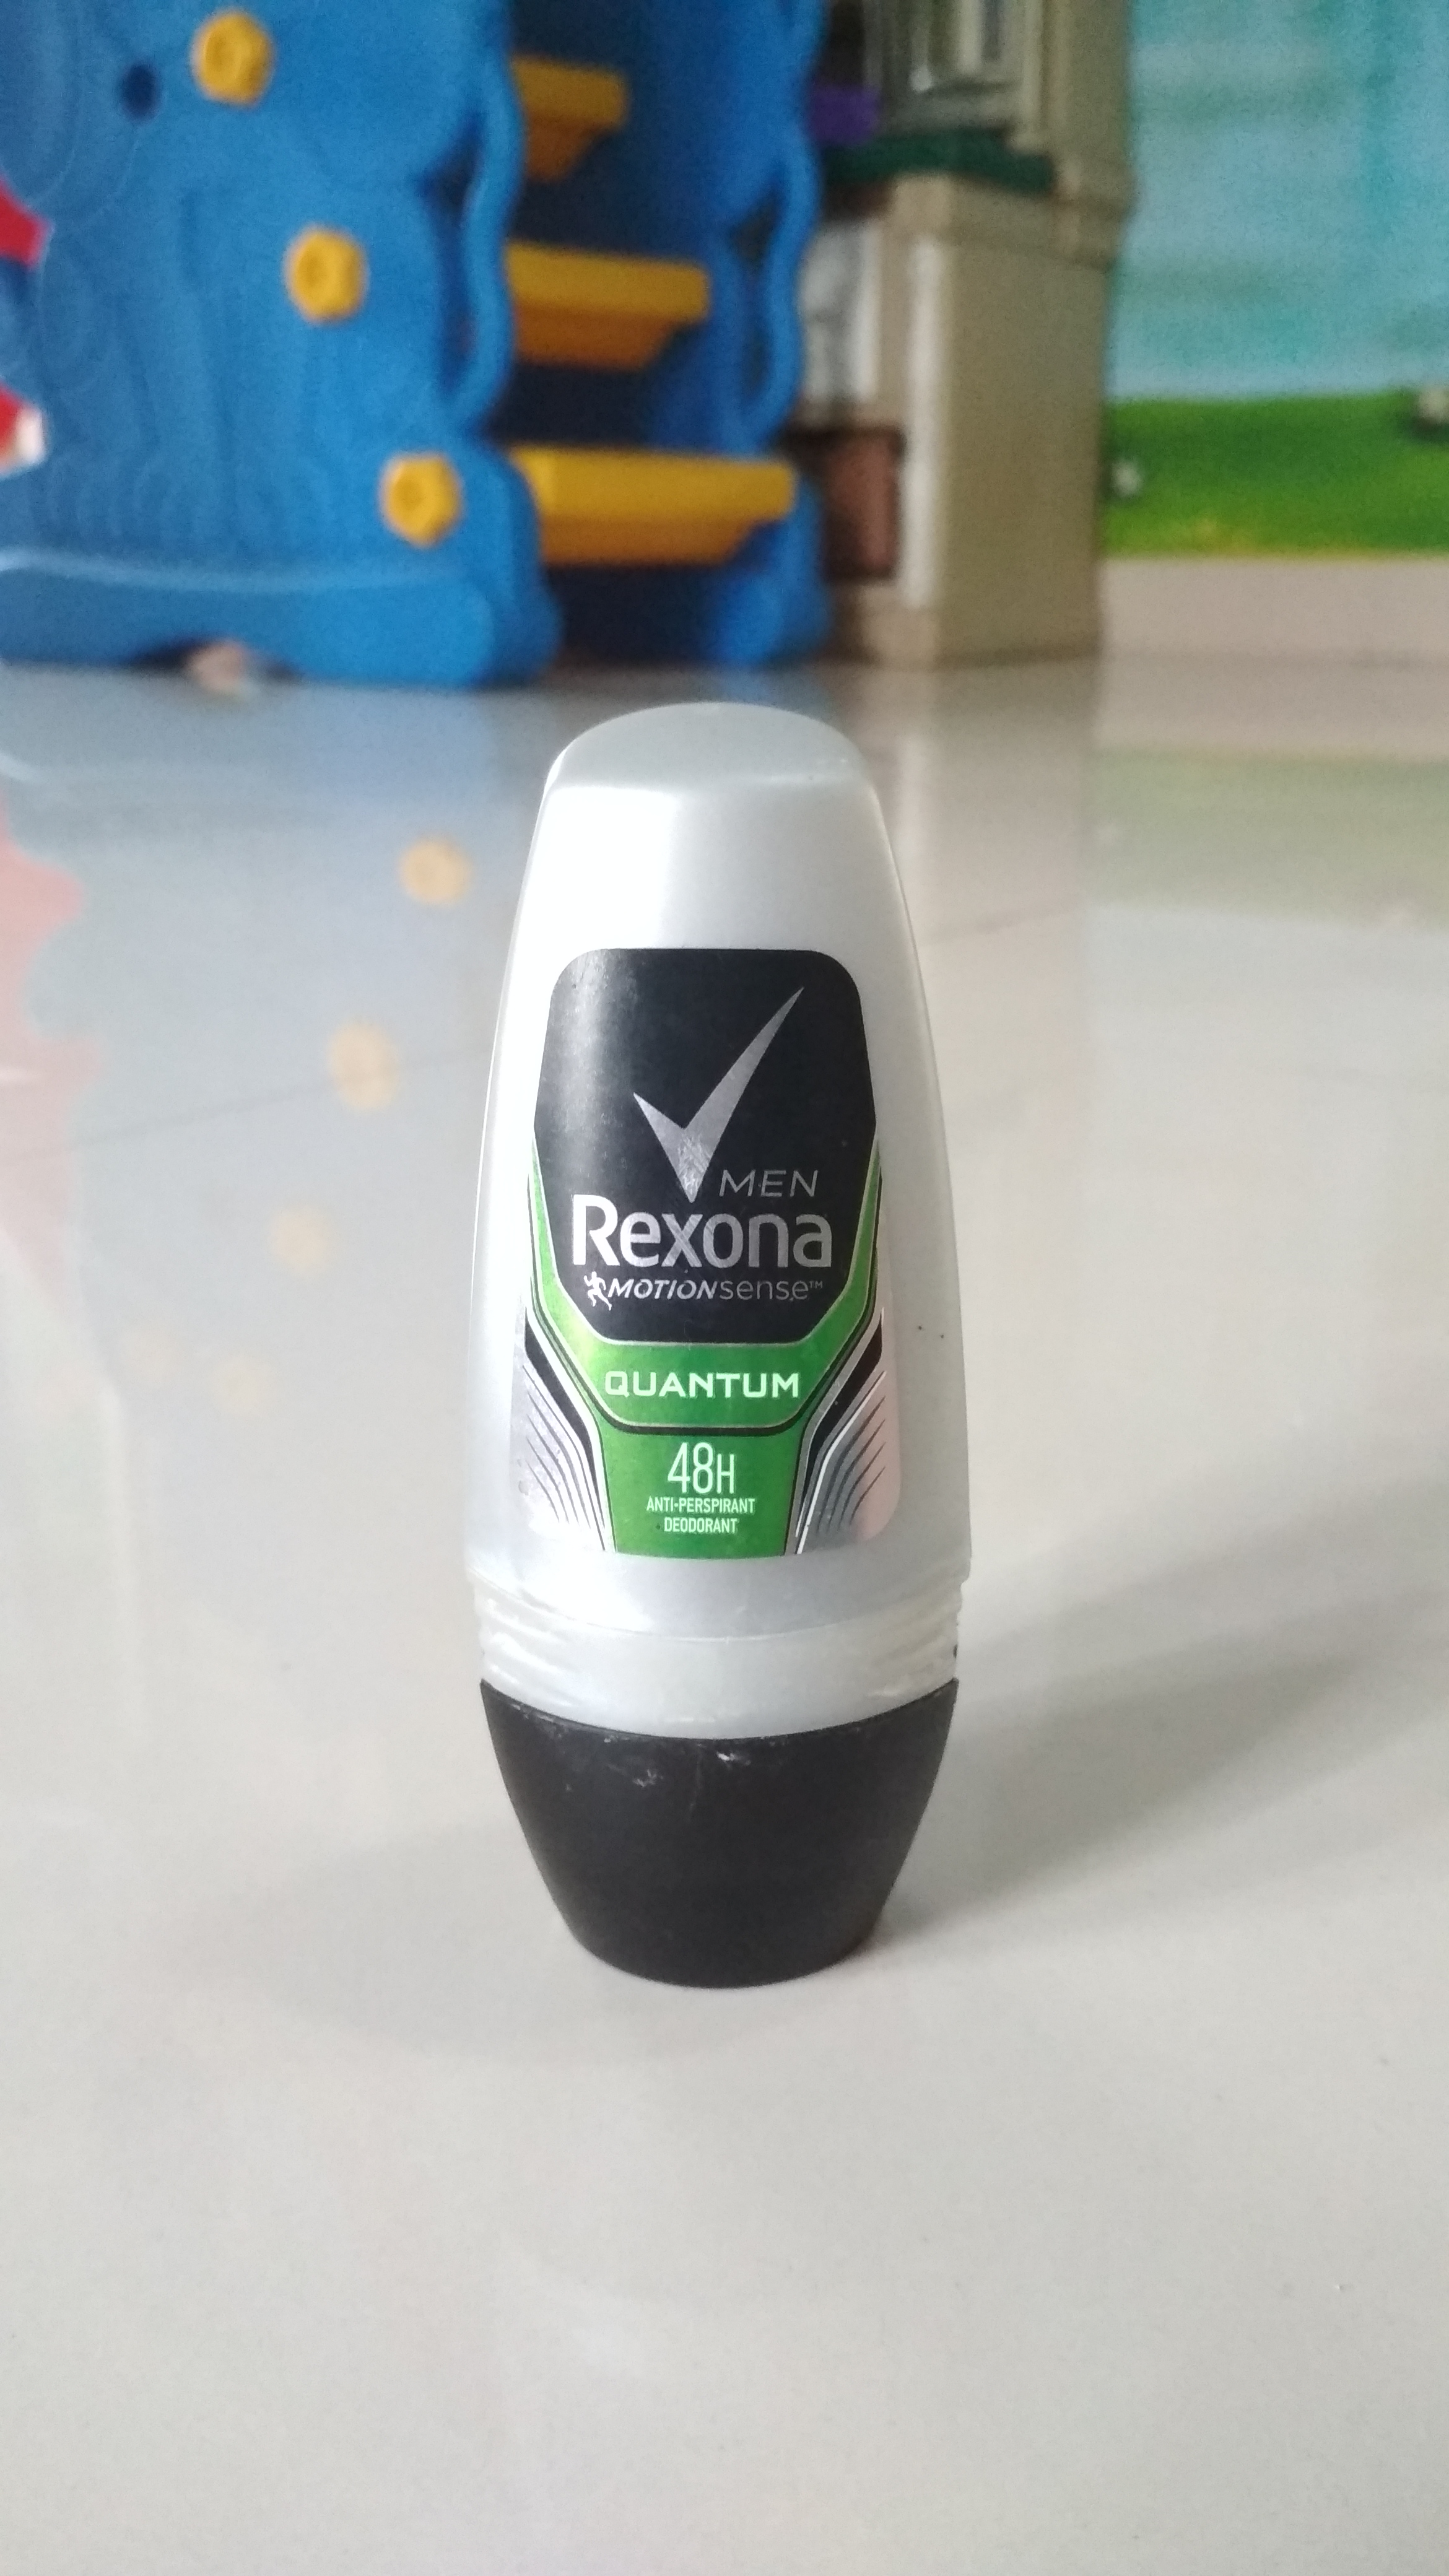 MEN
Rexona
MOTIONsense™
QUANTUM
48H
ANTI-PERSPIRANT
DEODORANT